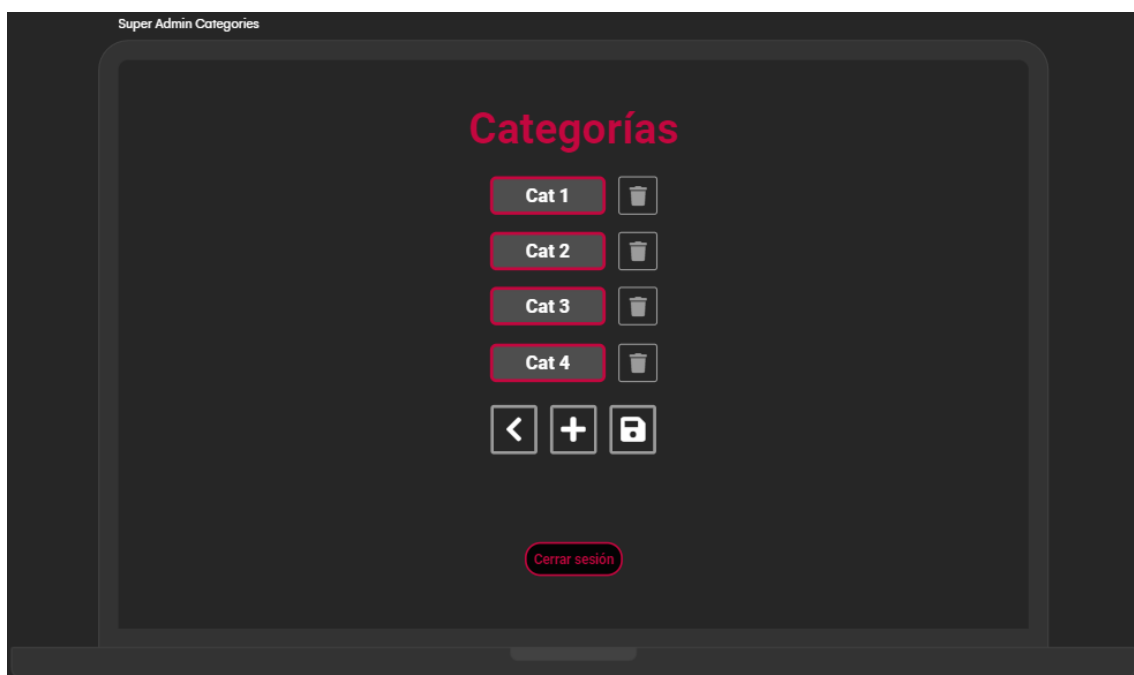 Super Admin Categories
Categorías
Cat 1
Cat 2
Cat 3
Cat 4
Cerrar sesión